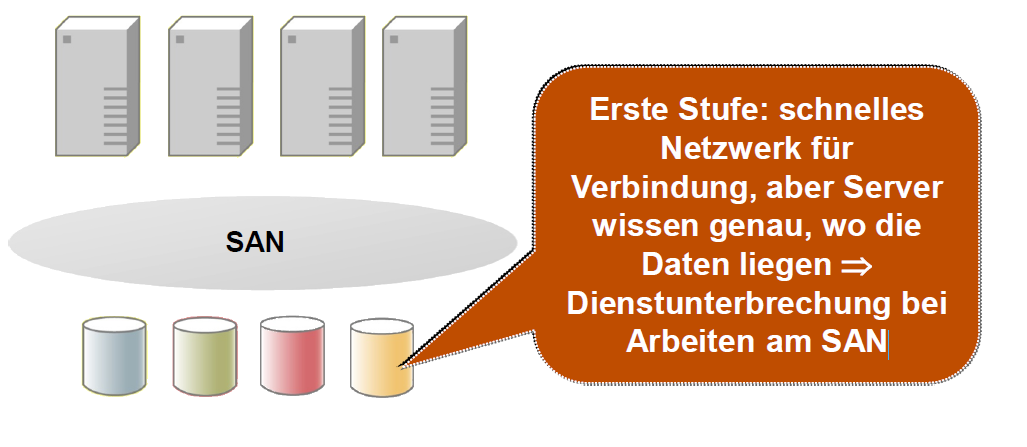 Erste Stufe: schnelles
Netzwerk für
Verbindung, aber Server
wissen genau, wo die
Daten liegen ⇒
Dienstunterbrechung bei
Arbeiten am SAN
SAN